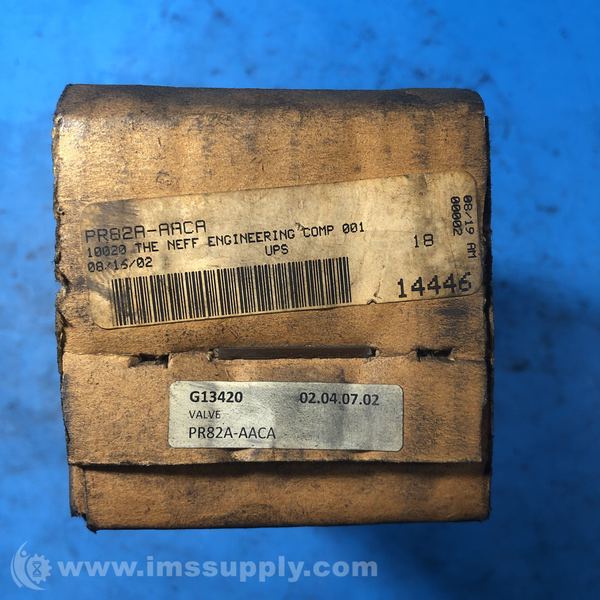 PR82A-AACA
10020 THE NEFF ENGINEERING COMP 001
08/15/02 UPS 18
14446
08/19 AM
00002
G13420 02.04.07.02
VALVE
PR82A-AACA
www.imssupply.com